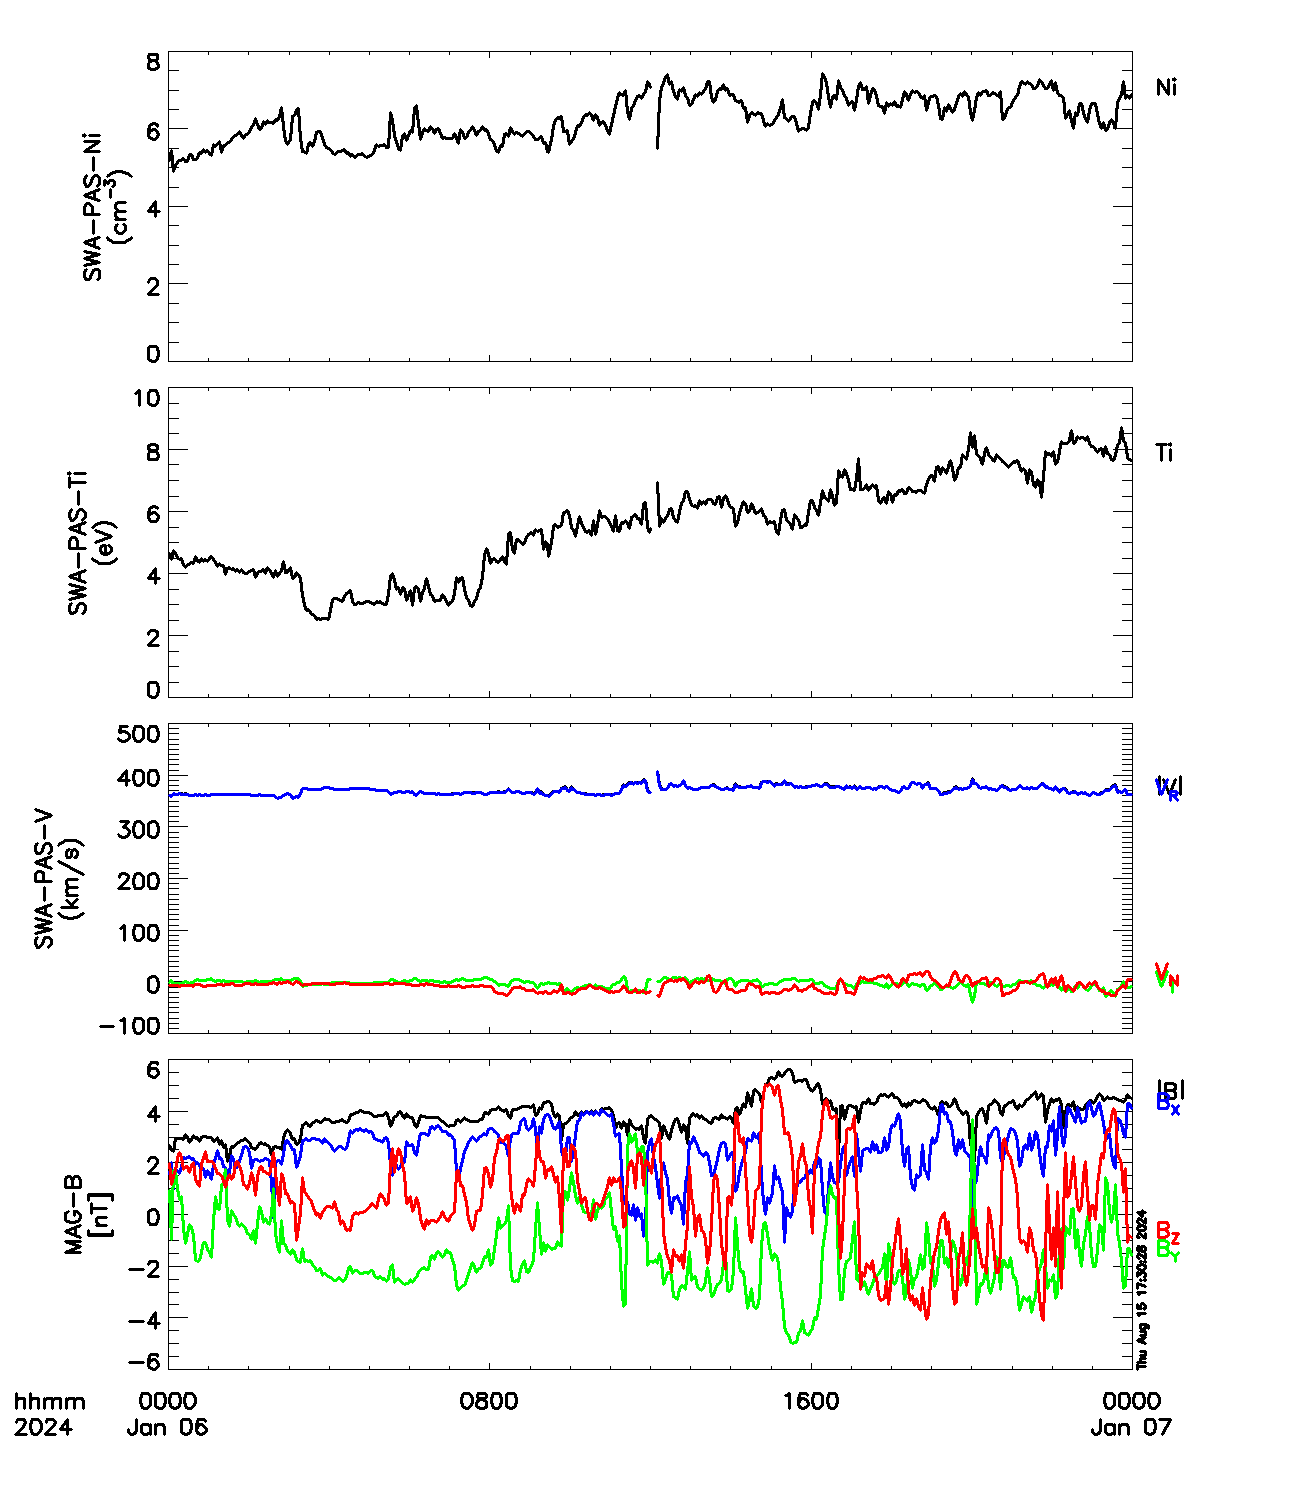 8
6
4
2
0
SWA-PAS-Ni
(cm-3)
Ni
10
8
6
4
2
0
SWA-PAS-Ti
(eV)
Ti
500
400
300
200
100
0
-100
SWA-PAS-V
(km/s)
|V|
VR
VN
VT
6
4
2
0
-2
-4
-6
MAG-B
[nT]
|B|
Bx
Bz
BY
Thu Aug 15 17:30:28 2024
hhmm 0000 0800 1600 0000
2024 Jan 06 Jan 07